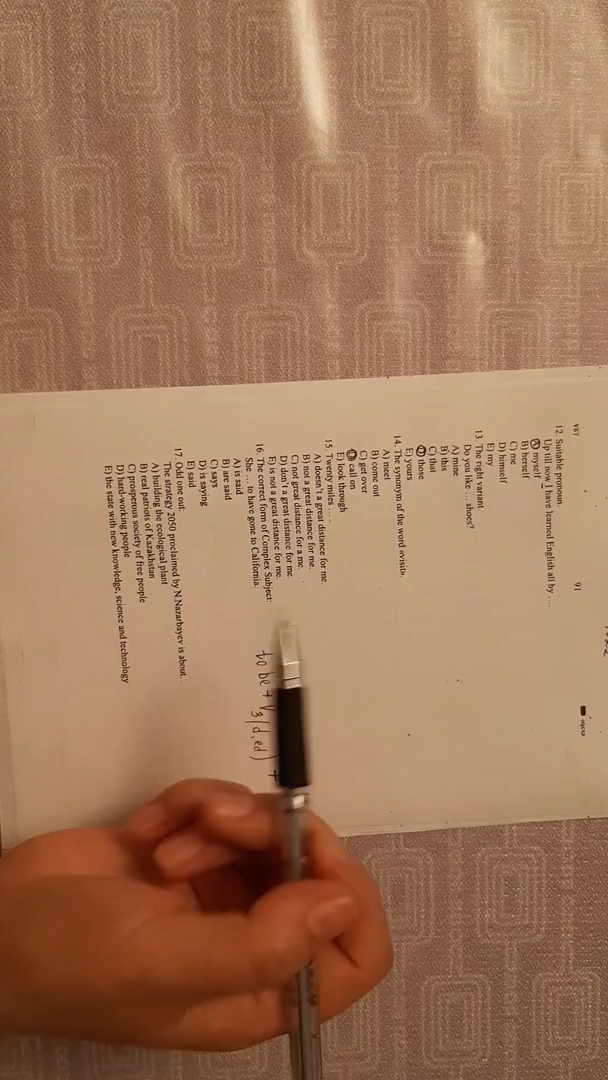 УВТ
91
12. Suitable pronoun.
Up till now I have learned English all by ....
A) myself
B) herself
C) me
D) himself
E) my
13. The right variant.
Do you like ... shoes?
A) mine
B) this
C) that
D) those
E) yours
14. The synonym of the word «visit».
A) meet
B) come out
C) get over
D) call on
E) look through
15. Twenty miles ... .
A) doesn't a great distance for me.
B) not a great distance for me.
C) not great distance for a me.
D) don't a great distance for me.
E) is not a great distance for me.
16. The correct form of Complex Subject:
She ... to have gone to California.
A) is said
B) are said
C) says
D) is saying
E) said
to be + V3/(d,ed) +
17. Odd one out:
The strategy 2050 proclaimed by N.Nazarbayev is about...
A) building the ecological plant
B) real patriots of Kazakhstan
C) prosperous society of free people
D) hard-working people
E) the state with new knowledge, science and technology